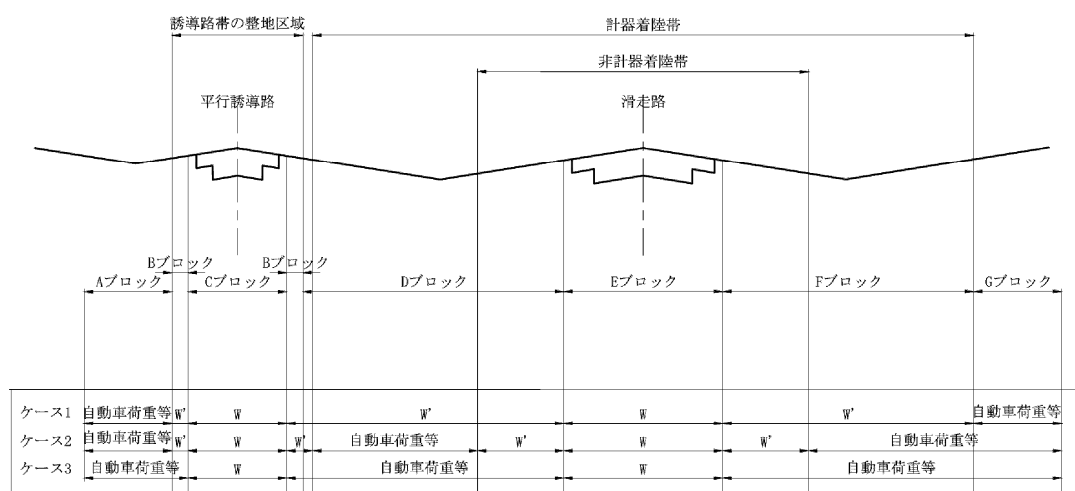 誘導路帯の整地区域
計器着陸帯
非計器着陸帯
平行誘導路
滑走路
Bブロック
Bブロック
Aブロック
Cブロック
Dブロック
Eブロック
Fブロック
Gブロック
ケース1 自動車荷重等 W' W W' W W' 自動車荷重等
ケース2 自動車荷重等 W' W W' 自動車荷重等 W' W W' 自動車荷重等
ケース3 自動車荷重等 W 自動車荷重等 W 自動車荷重等